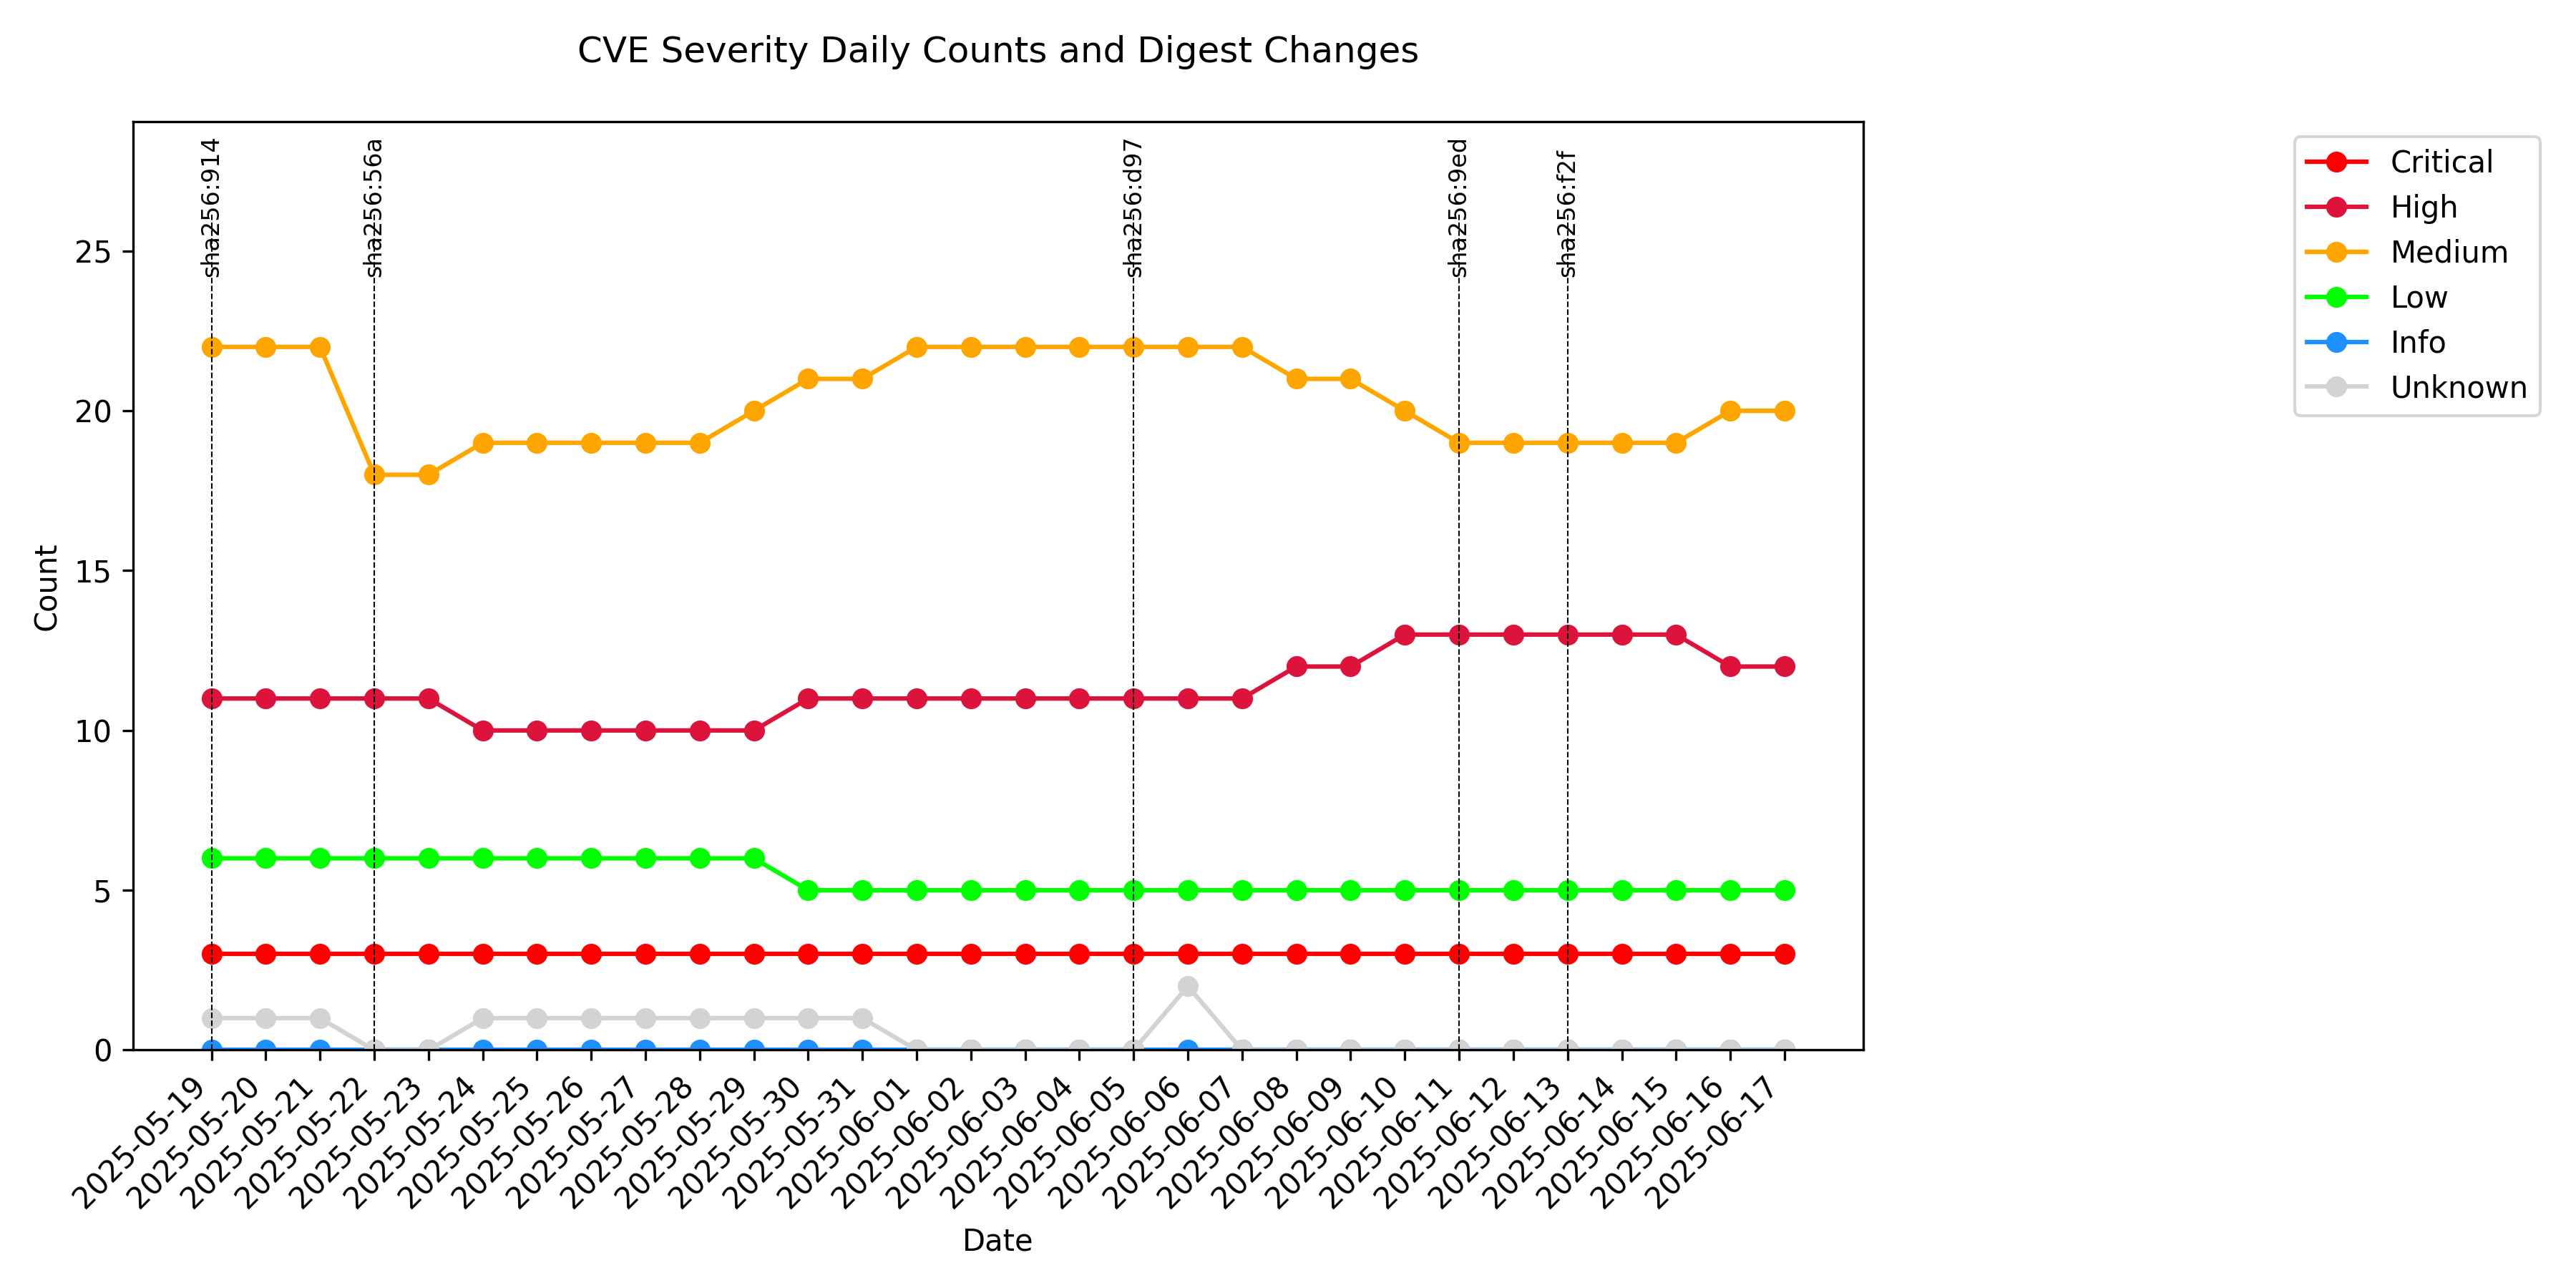 CVE Severity Daily Counts and Digest Changes
sha256:914
sha256:56a
sha256:d97
sha256:9ed
sha256:f2f
Critical
High
Medium
Low
Info
Unknown
25
20
15
10
5
0
Count
2025-05-19
2025-05-20
2025-05-21
2025-05-22
2025-05-23
2025-05-24
2025-05-25
2025-05-26
2025-05-27
2025-05-28
2025-05-29
2025-05-30
2025-05-31
2025-06-01
2025-06-02
2025-06-03
2025-06-04
2025-06-05
2025-06-06
2025-06-07
2025-06-08
2025-06-09
2025-06-10
2025-06-11
2025-06-12
2025-06-13
2025-06-14
2025-06-15
2025-06-16
2025-06-17
Date